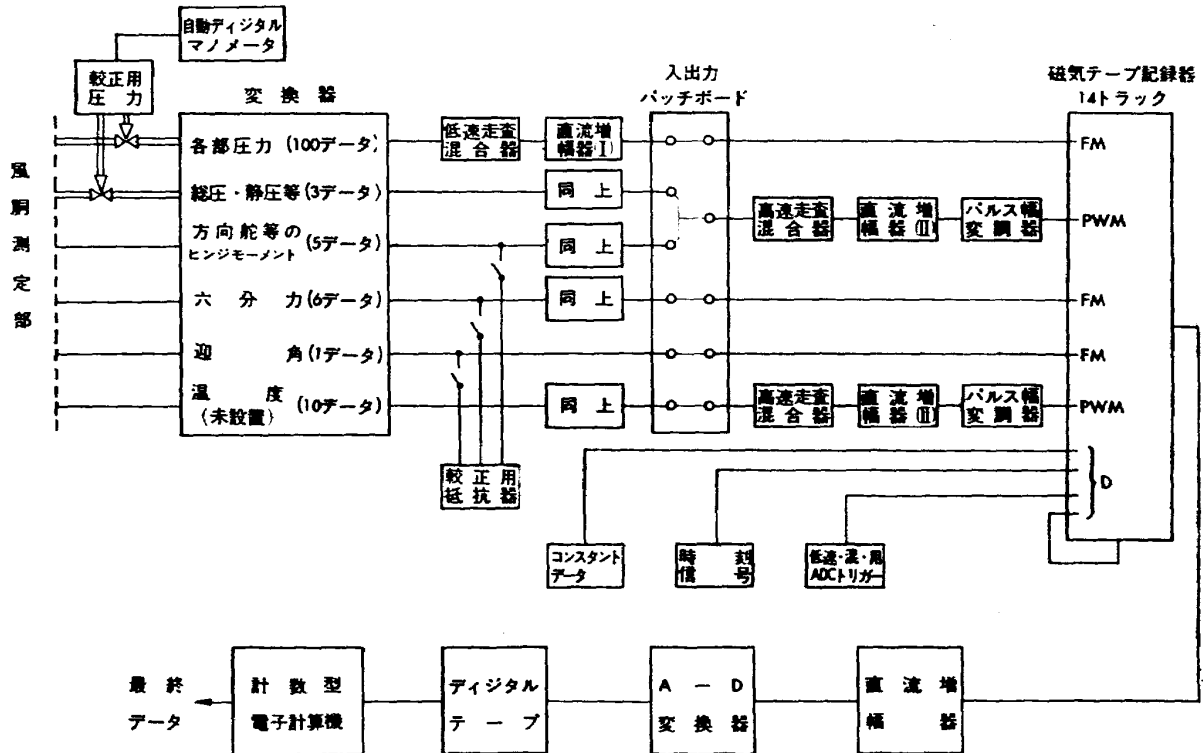 自動ディジタル
マノメータ
較正用
圧力
変換器
入出力
パッチボード
磁気テープ記録器
14トラック
風胴測定部
各部圧力(100データ)
低速走査
混合器
直流増
幅器(I)
FM
総圧・静圧等(3データ)
同上
方向舵等の
ヒンジモーメント
(5データ)
同上
高速走査
混合器
直流増
幅器(II)
パルス幅
変調器
PWM
六分力(6データ)
同上
FM
迎角(1データ)
FM
温度
(未設置)
(10データ)
同上
高速走査
混合器
直流増
幅器(II)
パルス幅
変調器
PWM
較正用
抵抗器
D
コンスタント
データ
時刻
信号
低速・混・用
ADCトリガー
最終
データ
計数型
電子計算機
ディジタル
テープ
A-D
変換器
直流増
幅器